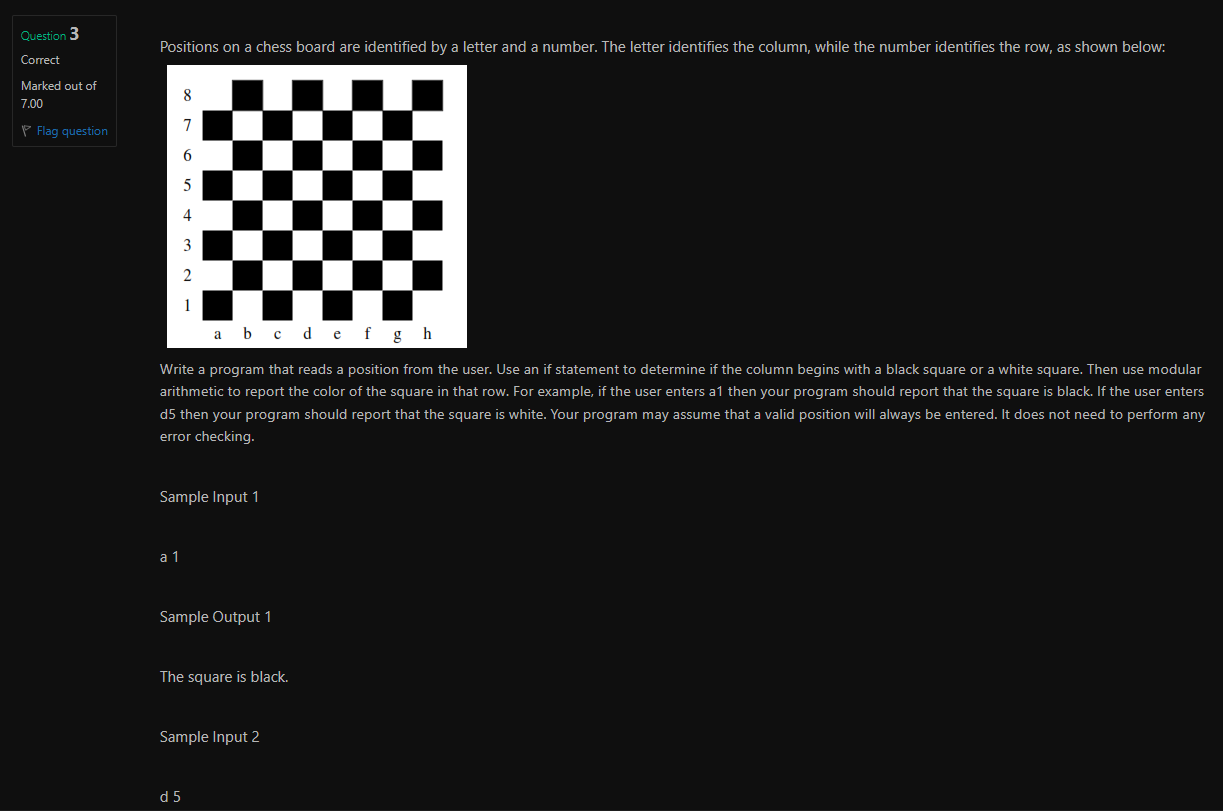 Question 3
Correct
Marked out of
7.00
Flag question
Positions on a chess board are identified by a letter and a number. The letter identifies the column, while the number identifies the row, as shown below:
8
7
6
5
4
3
2
1
a b c d e f g h
Write a program that reads a position from the user. Use an if statement to determine if the column begins with a black square or a white square. Then use modular
arithmetic to report the color of the square in that row. For example, if the user enters a1 then your program should report that the square is black. If the user enters
d5 then your program should report that the square is white. Your program may assume that a valid position will always be entered. It does not need to perform any
error checking.
Sample Input 1
a 1
Sample Output 1
The square is black.
Sample Input 2
d 5